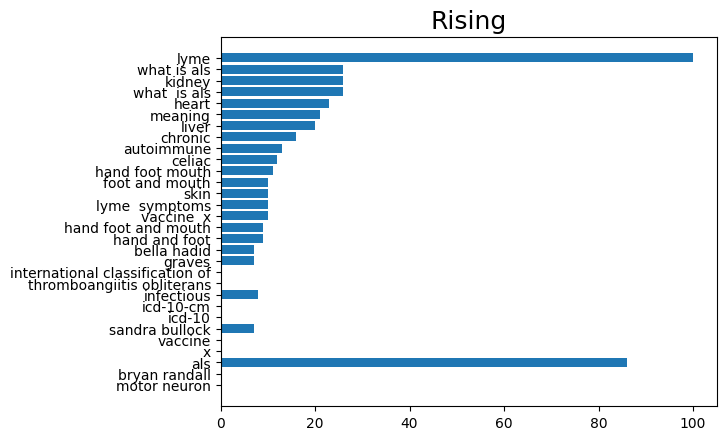 Rising
lyme
what is als
kidney
what  is als
heart
meaning
liver
chronic
autoimmune
celiac
hand foot mouth
foot and mouth
skin
lyme  symptoms
vaccine  x
hand foot and mouth
hand and foot
bella hadid
graves
international classification of
thromboangiitis obliterans
infectious
icd-10-cm
icd-10
sandra bullock
vaccine
x
als
bryan randall
motor neuron
0 20 40 60 80 100